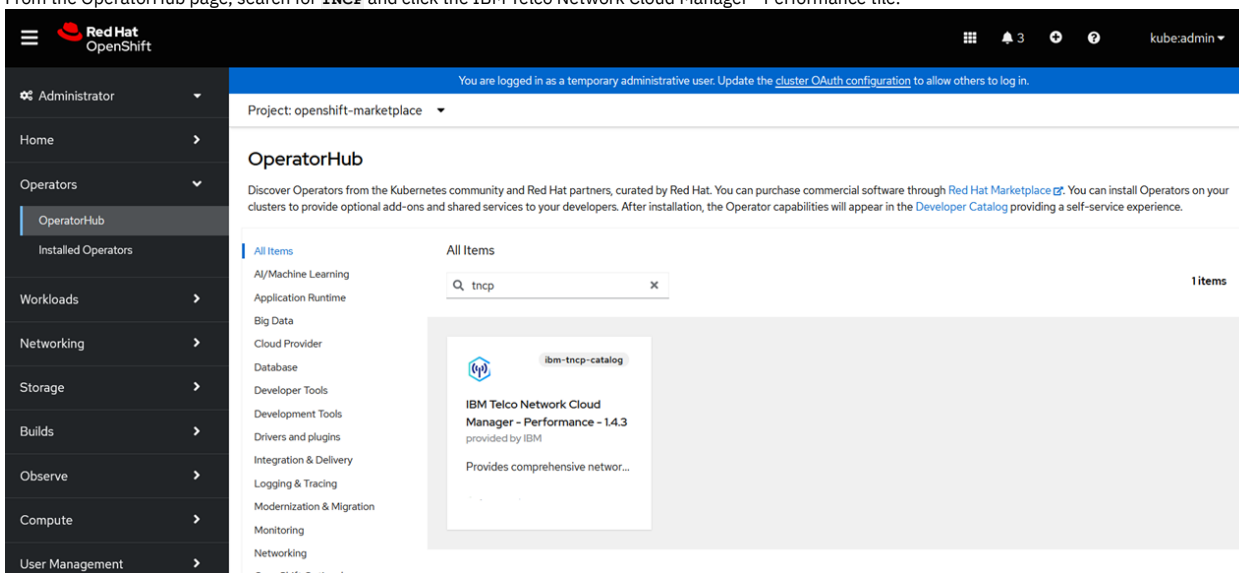 From the OperatorHub page, search for TNCP and click the IBM Telco Network Cloud Manager - Performance tile.
Red Hat
OpenShift
3
kube:admin
You are logged in as a temporary administrative user. Update the cluster OAuth configuration to allow others to log in.
Administrator
Project: openshift-marketplace
Home
Operators
OperatorHub
Installed Operators
Workloads
Networking
Storage
Builds
Observe
Compute
User Management
OperatorHub
Discover Operators from the Kubernetes community and Red Hat partners, curated by Red Hat. You can purchase commercial software through Red Hat Marketplace. You can install Operators on your
clusters to provide optional add-ons and shared services to your developers. After installation, the Operator capabilities will appear in the Developer Catalog providing a self-service experience.
All Items
AI/Machine Learning
Application Runtime
Big Data
Cloud Provider
Database
Developer Tools
Development Tools
Drivers and plugins
Integration & Delivery
Logging & Tracing
Modernization & Migration
Monitoring
Networking
All Items
tncp
1 items
ibm-tncp-catalog
IBM Telco Network Cloud
Manager - Performance - 1.4.3
provided by IBM
Provides comprehensive networ...